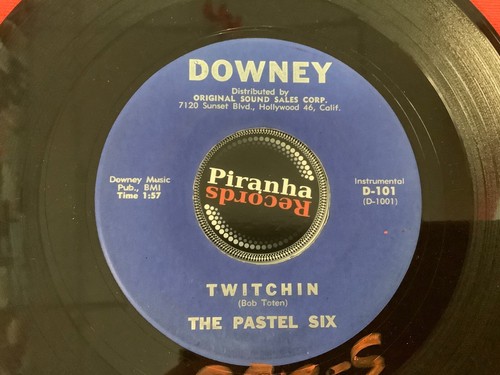 DOWNEY
Distributed by
ORIGINAL SOUND SALES CORP.
7120 Sunset Blvd., Hollywood 46, Calif.
Downey Music
Pub., BMI
Time 1:57
Piranha
Records
Instrumental
D-101
(D-1001)
TWITCHIN
(Bob Toten)
THE PASTEL SIX